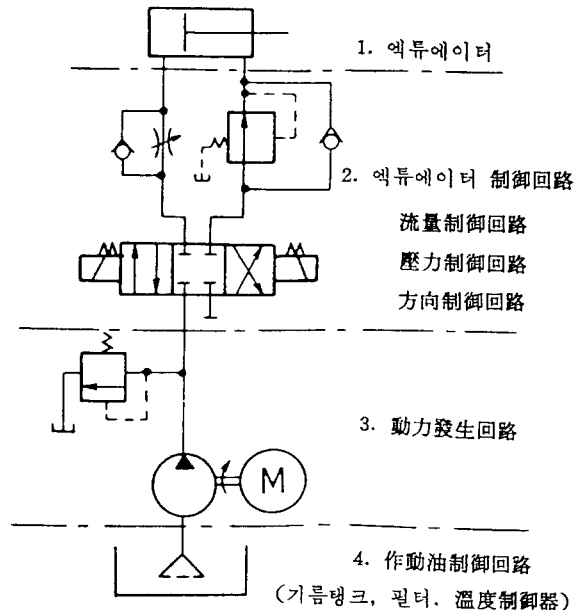 1. 엑튜에이터
2. 엑튜에이터 制御回路
流量制御回路
壓力制御回路
方向制御回路
3. 動力發生回路
M
4. 作動油制御回路
(기름탱크, 필터. 溫度制御器)